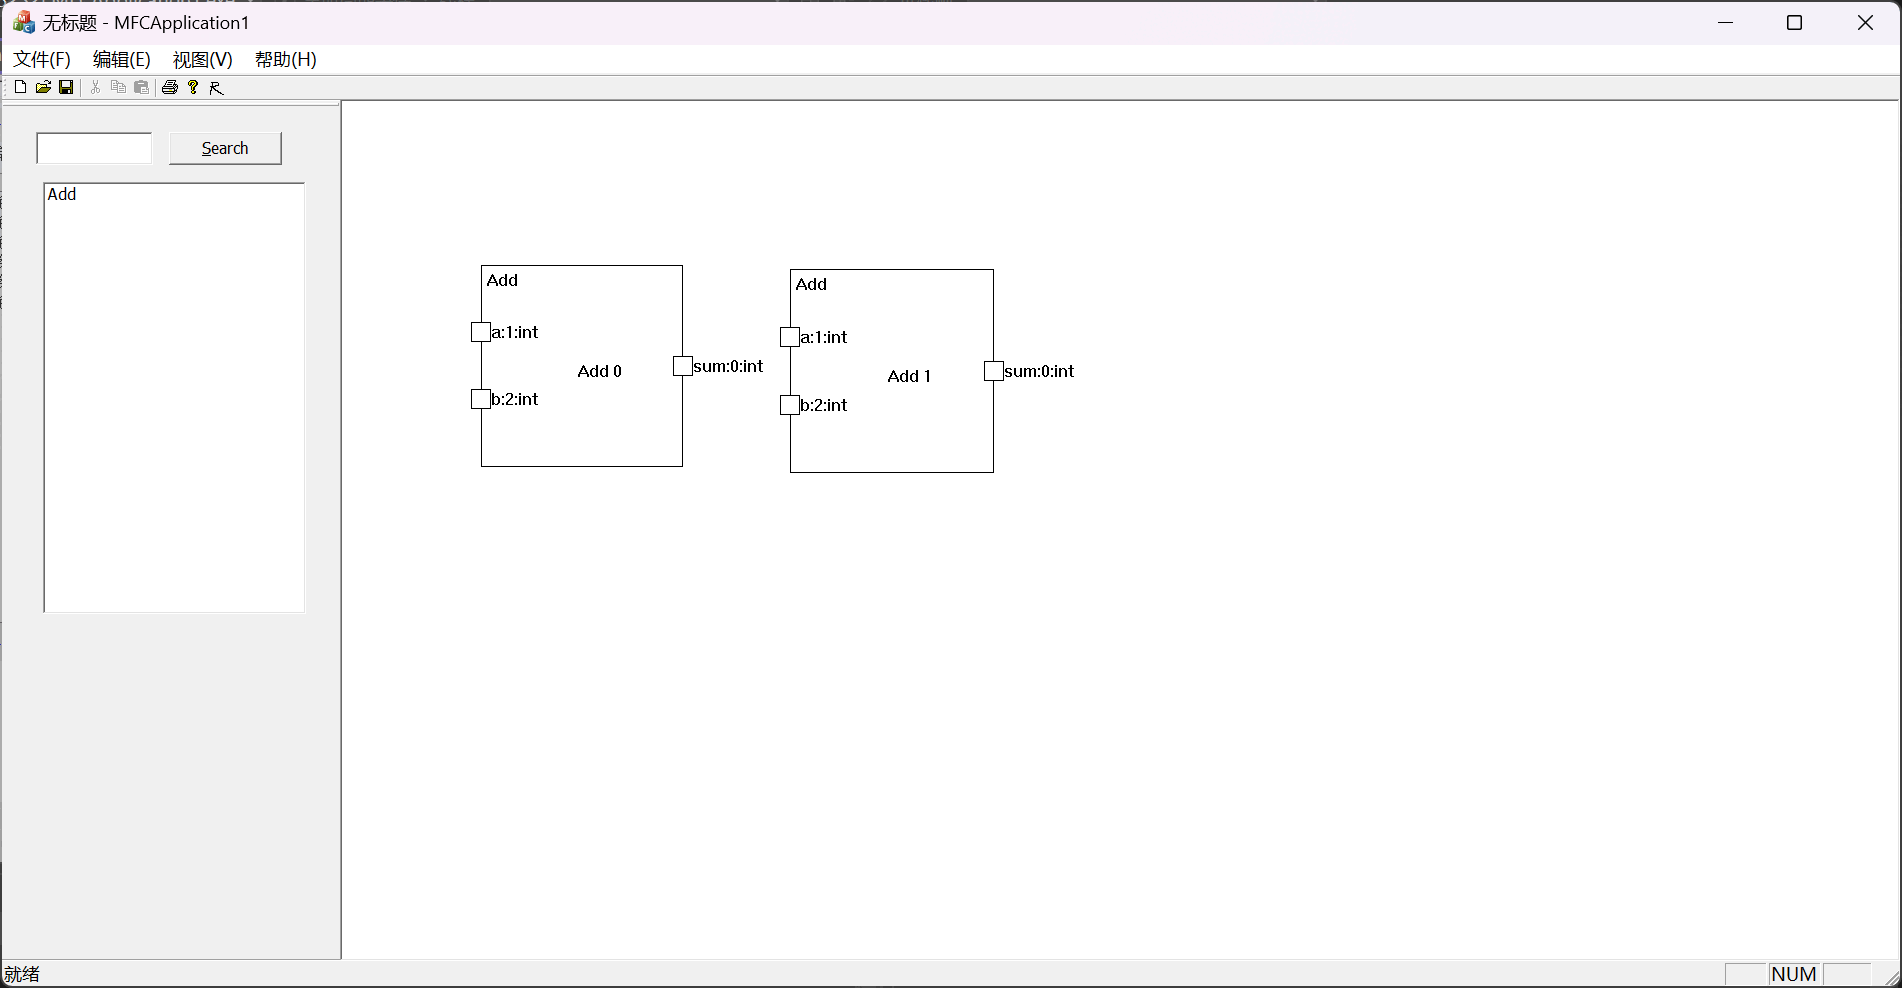 无标题 - MFCApplication1
文件(F) 编辑(E) 视图(V) 帮助(H)
Search
Add
Add
a:1:int
Add 0
sum:0:int
b:2:int
Add
a:1:int
Add 1
sum:0:int
b:2:int
就绪
NUM